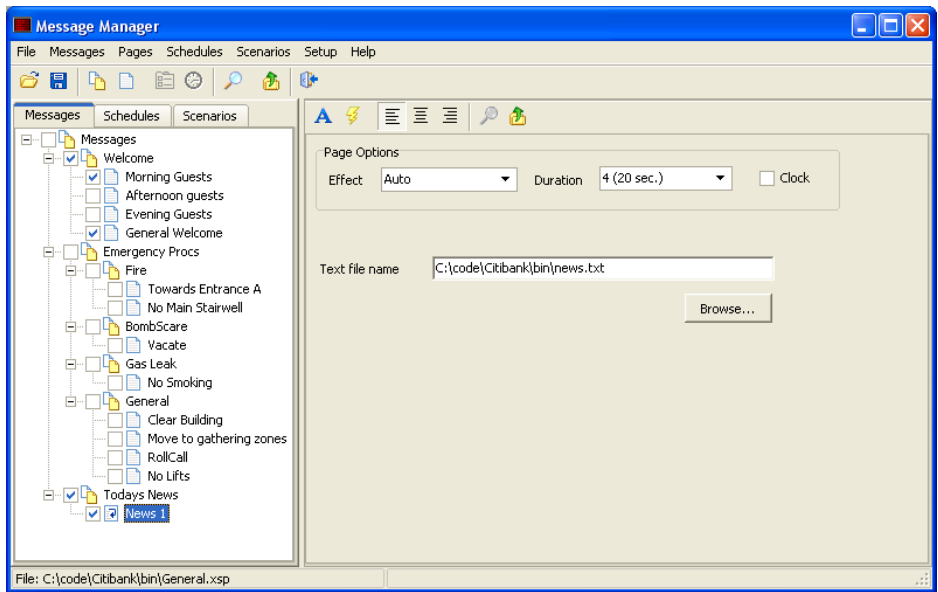 Message Manager
File Messages Pages Schedules Scenarios Setup Help
Messages Schedules Scenarios
Messages
Welcome
Morning Guests
Afternoon guests
Evening Guests
General Welcome
Emergency Procs
Fire
Towards Entrance A
No Main Stairwell
BombScare
Vacate
Gas Leak
No Smoking
General
Clear Building
Move to gathering zones
RollCall
No Lifts
Todays News
News 1
A
Page Options
Effect Auto Duration 4 (20 sec.) Clock
Text file name C:\code\Citibank\bin\news.txt
Browse...
File: C:\code\Citibank\bin\General.xsp